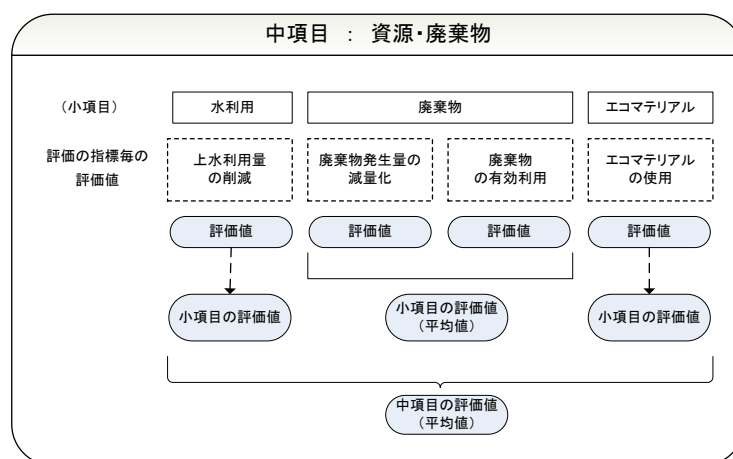 中項目 : 資源・廃棄物
(小項目)
水利用
廃棄物
エコマテリアル
評価の指標毎の
評価値
上水利用量
の削減
廃棄物発生量の
減量化
廃棄物
の有効利用
エコマテリアル
の使用
評価値
評価値
評価値
評価値
小項目の評価値
小項目の評価値
(平均値)
小項目の評価値
中項目の評価値
(平均値)